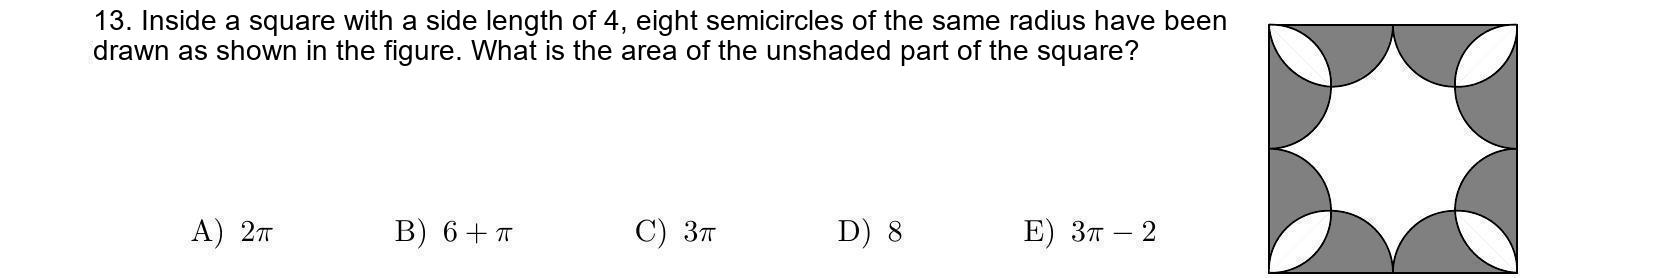 13. Inside a square with a side length of 4, eight semicircles of the same radius have been
drawn as shown in the figure. What is the area of the unshaded part of the square?
A) 2π B) 6 + π C) 3π D) 8 E) 3π − 2